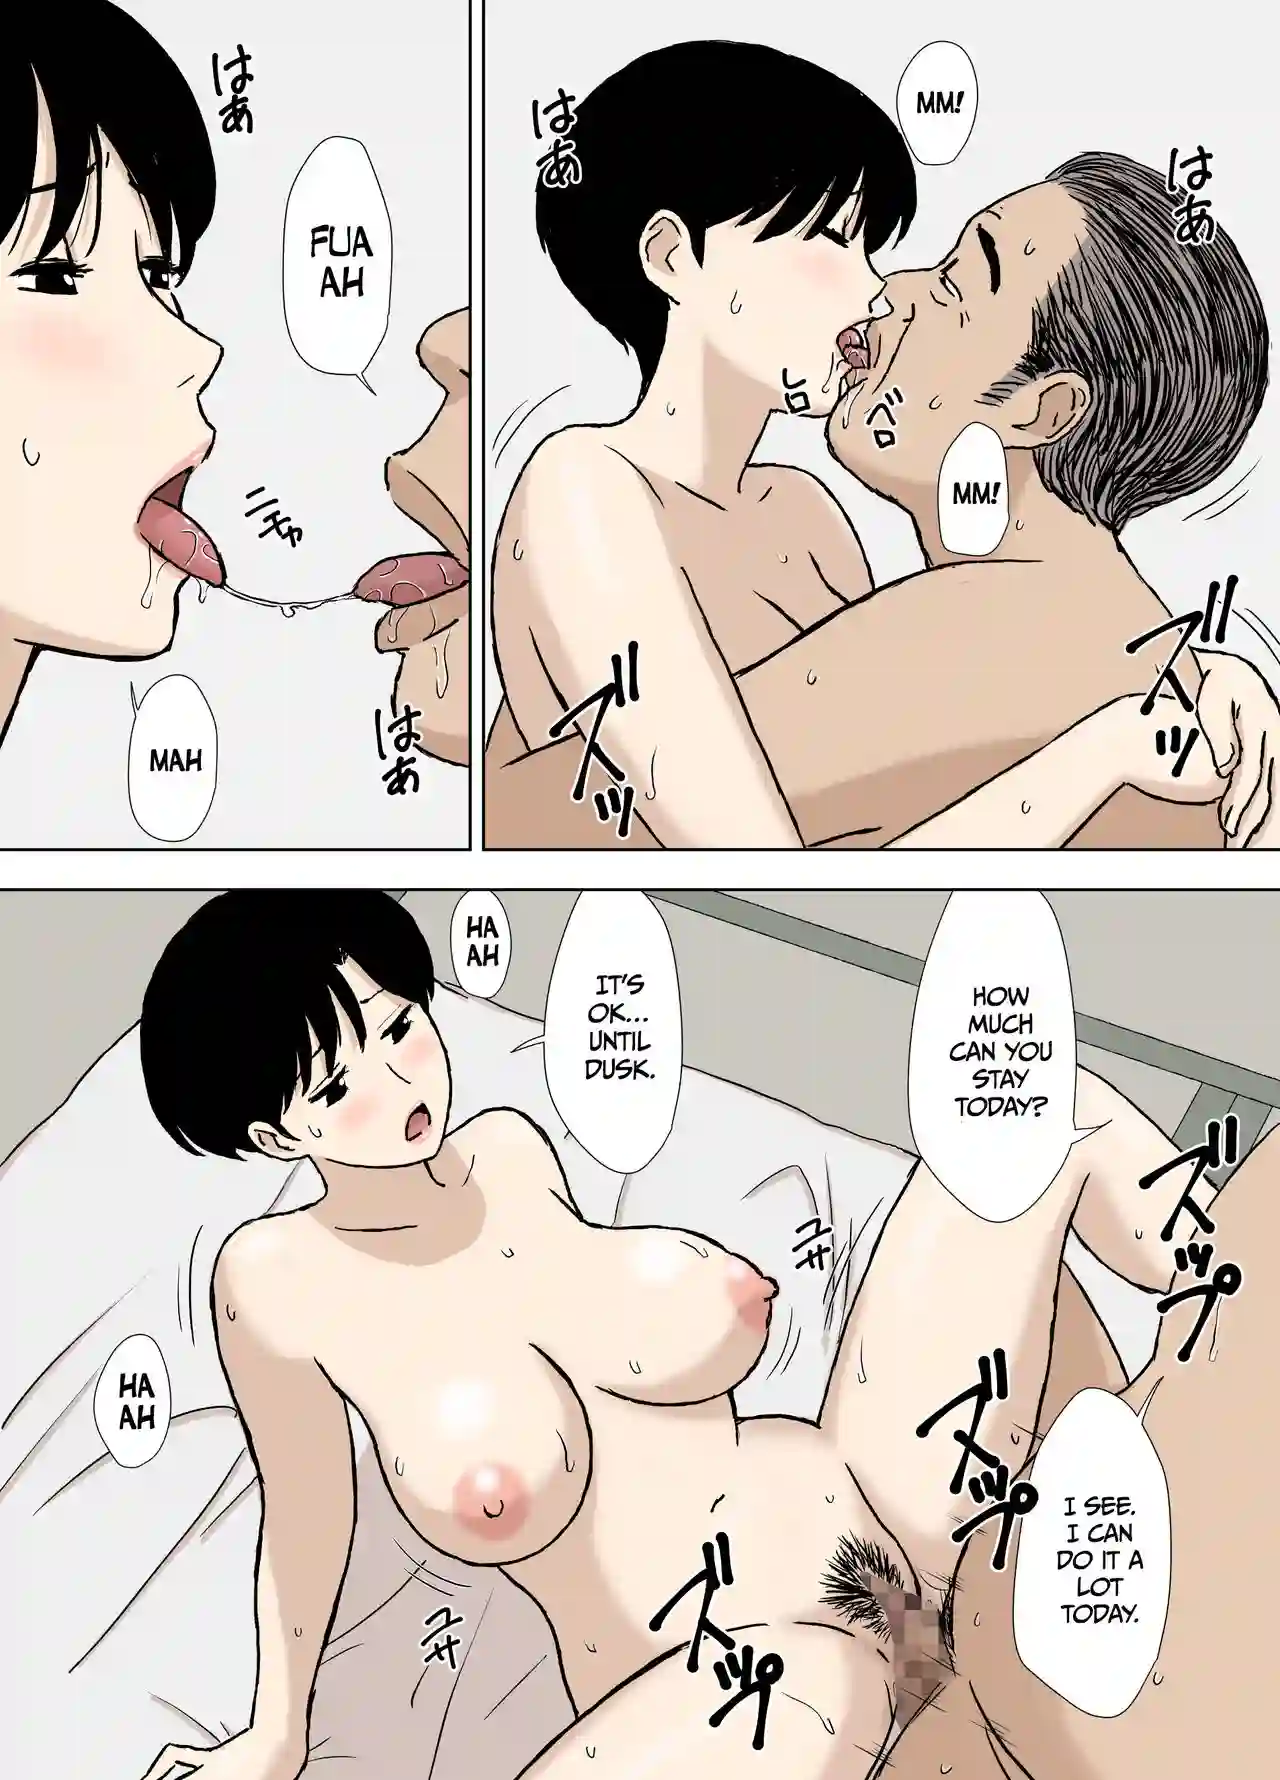 MM!
はぁ
はぁ
レロ
ベロ
MM!
ズッ
ズッ
はぁ
FUA
AH
ニチャ
MAH
はぁ
HOW
MUCH
CAN YOU
STAY
TODAY?
IT'S
OK...
UNTIL
DUSK.
HA
AH
ユサ
ズップ
ズップ
I SEE.
I CAN
DO IT A
LOT
TODAY.
HA
AH
ユサ
ズップ